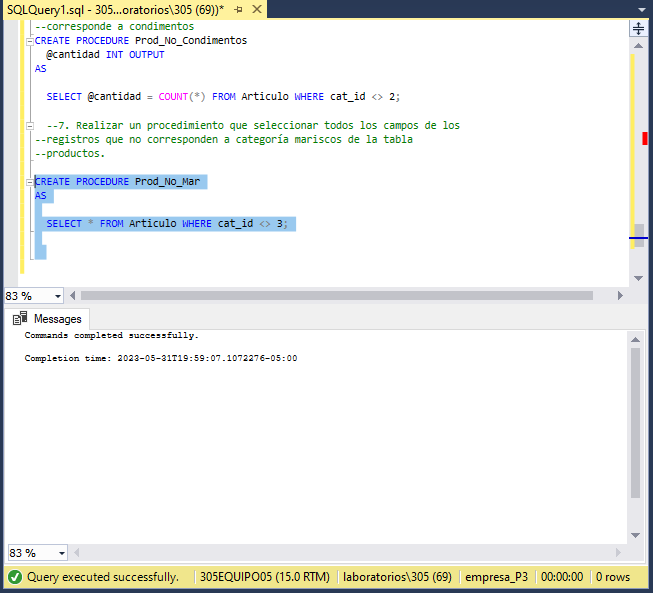 SQLQuery1.sql - 305...oratorios\305 (69))*
--corresponde a condimentos
CREATE PROCEDURE Prod_No_Condimentos
@cantidad INT OUTPUT
AS
SELECT @cantidad = COUNT(*) FROM Articulo WHERE cat_id <> 2;
--7. Realizar un procedimiento que seleccionar todos los campos de los
--registros que no corresponden a categoría mariscos de la tabla
--productos.
CREATE PROCEDURE Prod_No_Mar
AS
SELECT * FROM Articulo WHERE cat_id <> 3;
83 %
Messages
Commands completed successfully.
Completion time: 2023-05-31T19:59:07.1072276-05:00
83 %
Query executed successfully. 305EQUIPO05 (15.0 RTM) laboratorios\305 (69) empresa_P3 00:00:00 0 rows